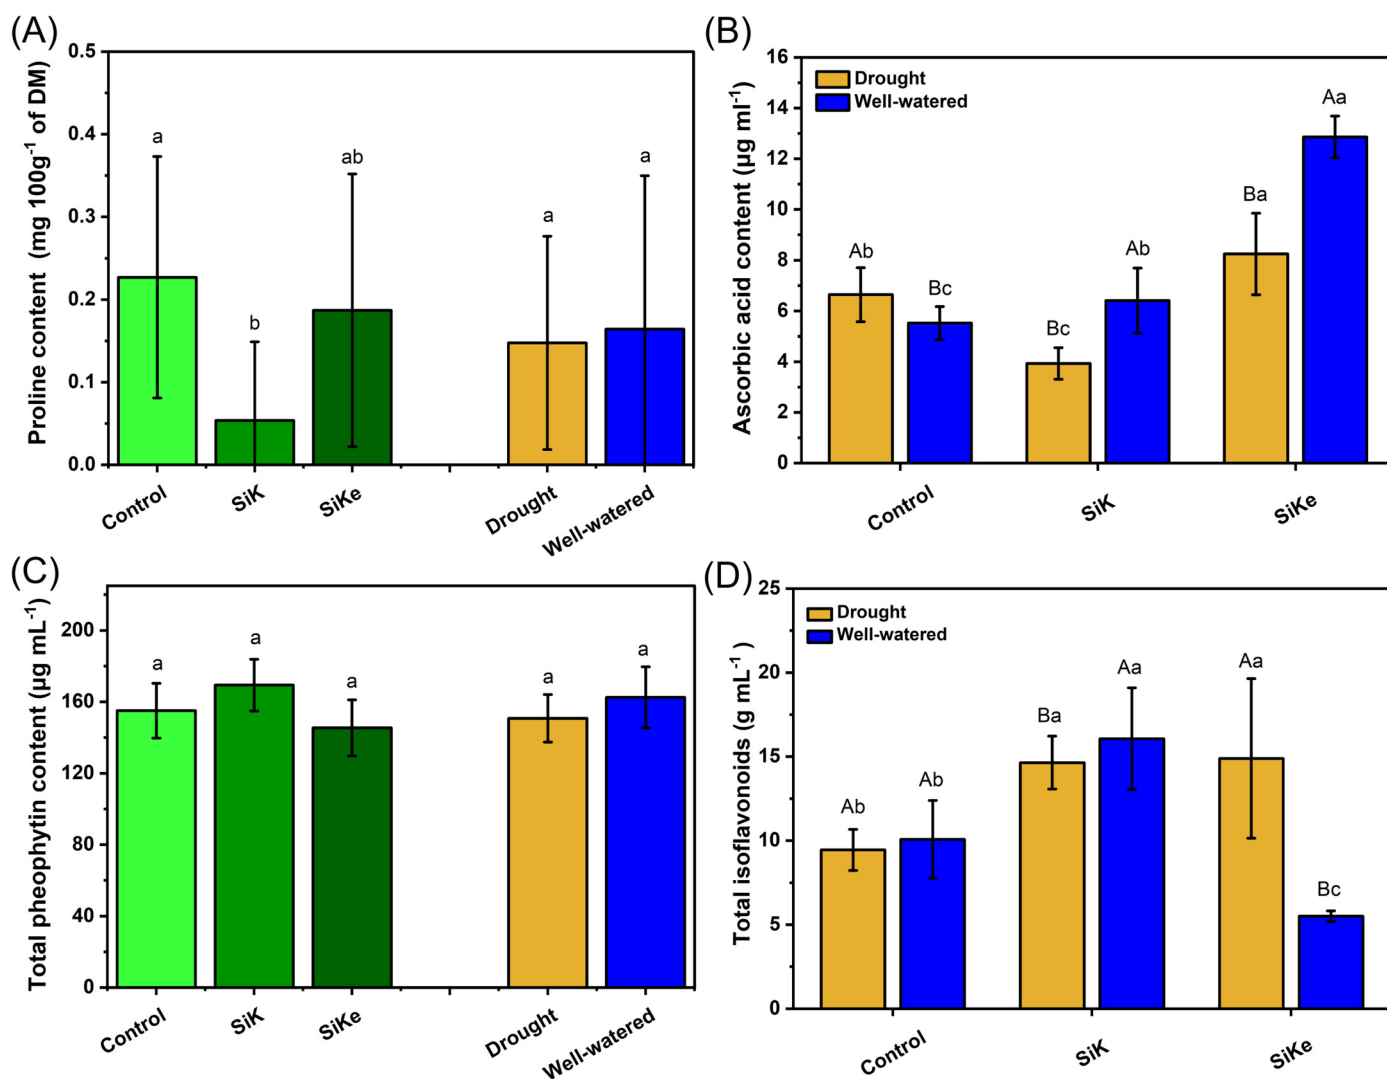 (A)
Proline content (mg 100g⁻¹ of DM)
0.5
0.4
0.3
0.2
0.1
0.0
a
b
ab
a
a
Control
SiK
SiKe
Drought
Well-watered
(B)
Ascorbic acid content (µg ml⁻¹)
16
14
12
10
8
6
4
2
0
Drought
Well-watered
Ab
Bc
Bc
Ab
Ba
Aa
Control
SiK
SiKe
(C)
Total pheophytin content (µg mL⁻¹)
200
160
120
80
40
0
a
a
a
a
a
Control
SiK
SiKe
Drought
Well-watered
(D)
Total isoflavonoids (g mL⁻¹ )
25
20
15
10
5
0
Drought
Well-watered
Ab
Ab
Ba
Aa
Aa
Bc
Control
SiK
SiKe